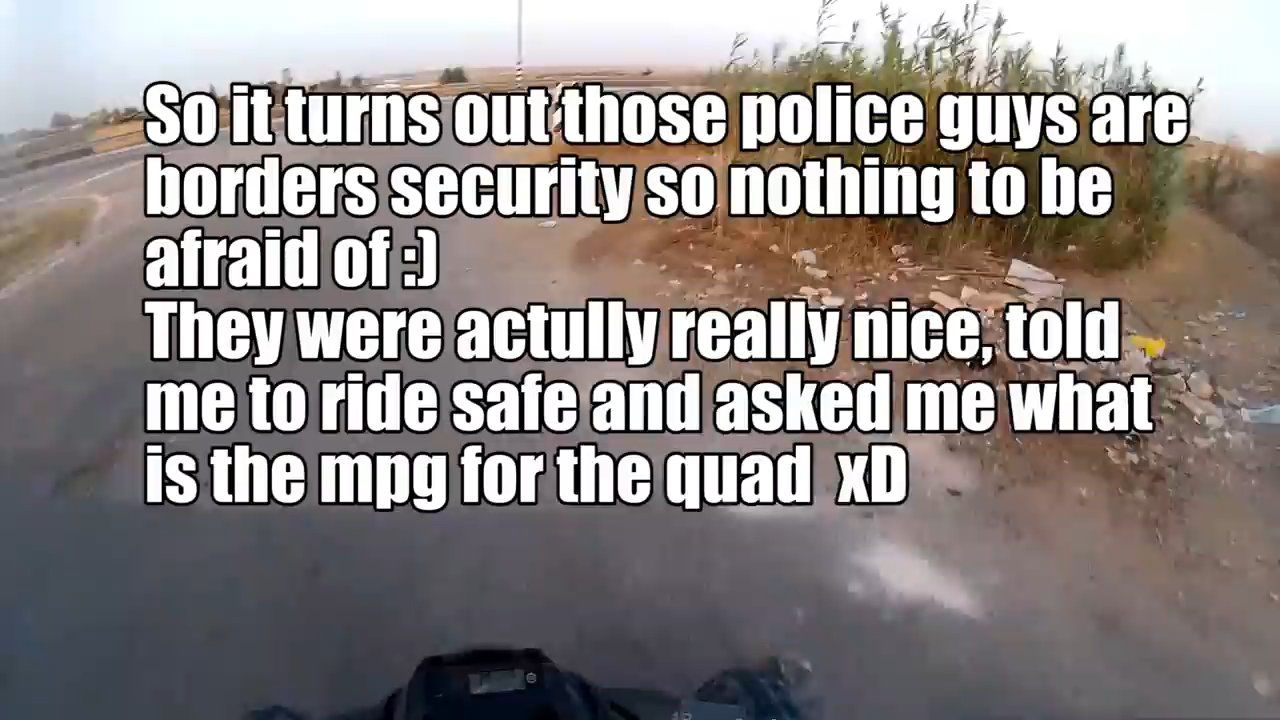 So it turns out those police guys are
borders security so nothing to be
afraid of :)
They were actully really nice, told
me to ride safe and asked me what
is the mpg for the quad xD